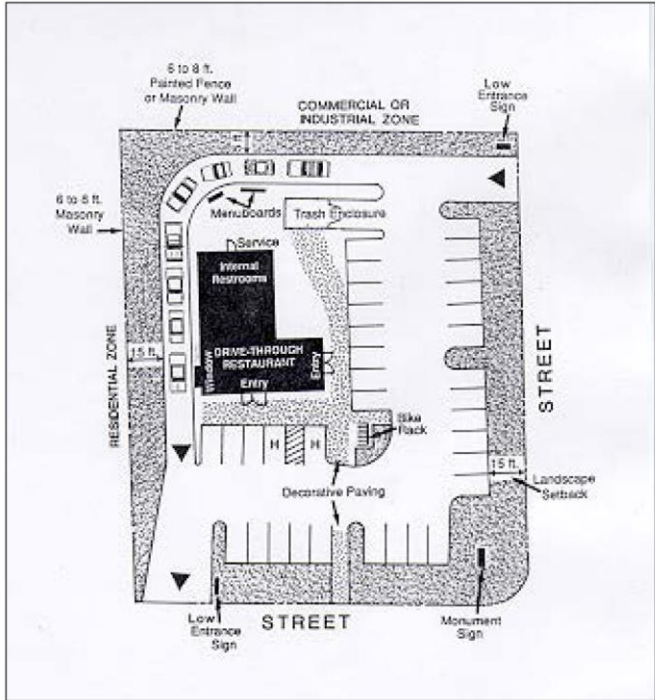 6 to 8 ft.
Painted Fence
or Masonry Wall
COMMERCIAL OR
INDUSTRIAL ZONE
Low
Entrance
Sign
6 to 8 ft.
Masonry
Wall
Menuboards
Trash Enclosure
Service
Internal
Restrooms
DRIVE-THROUGH
RESTAURANT
Window
Entry
Entry
RESIDENTIAL ZONE
15 ft.
STREET
Bike
Rack
H
H
15 ft.
Landscape
Setback
Decorative Paving
Low
Entrance
Sign
STREET
Monument
Sign